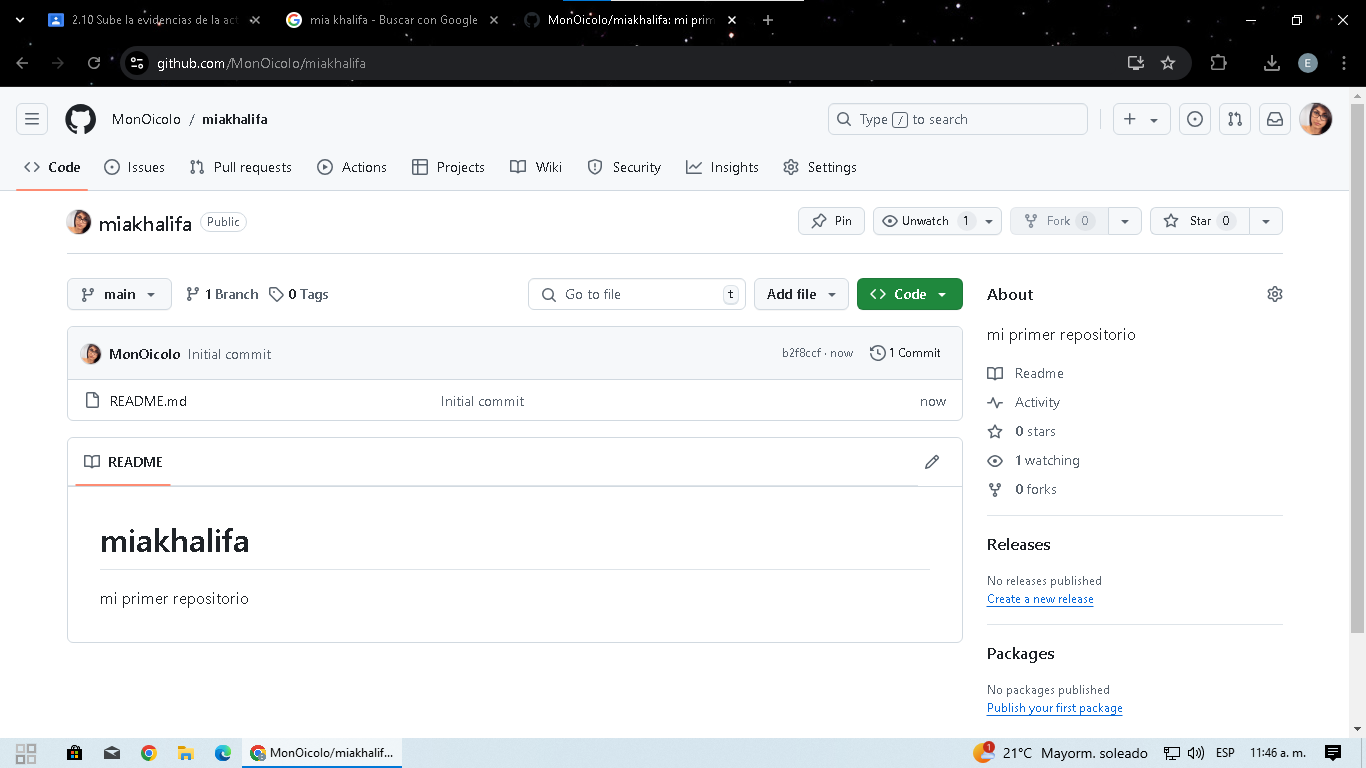 2.10 Sube la evidencias de la act
mia khalifa - Buscar con Google
MonOicolo/miakhalifa: mi prim
github.com/MonOicolo/miakhalifa
E
MonOicolo / miakhalifa
Type / to search
Code
Issues
Pull requests
Actions
Projects
Wiki
Security
Insights
Settings
miakhalifa
Public
Pin
Unwatch 1
Fork 0
Star 0
main
1 Branch
0 Tags
Go to file
t
Add file
Code
MonOicolo Initial commit
b2f8ccf · now
1 Commit
README.md
Initial commit
now
README
miakhalifa
mi primer repositorio
About
mi primer repositorio
Readme
Activity
0 stars
1 watching
0 forks
Releases
No releases published
Create a new release
Packages
No packages published
Publish your first package
MonOicolo/miakhalif...
1
21°C Mayorm. soleado
ESP
11:46 a. m.